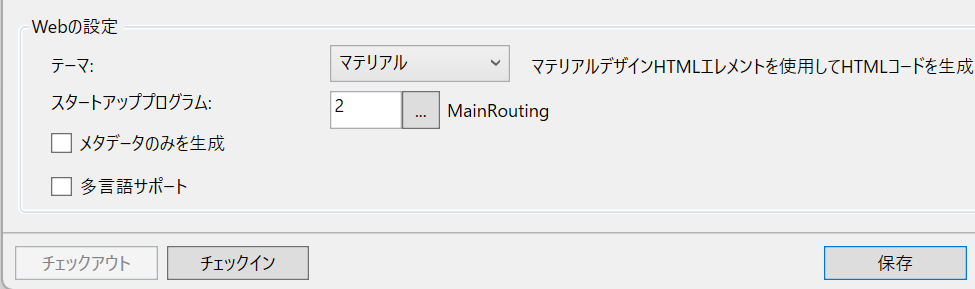 Webの設定
テーマ: マテリアル マテリアルデザインHTMLエレメントを使用してHTMLコードを生成
スタートアッププログラム: 2 ... MainRouting
メタデータのみを生成
多言語サポート
チェックアウト チェックイン 保存